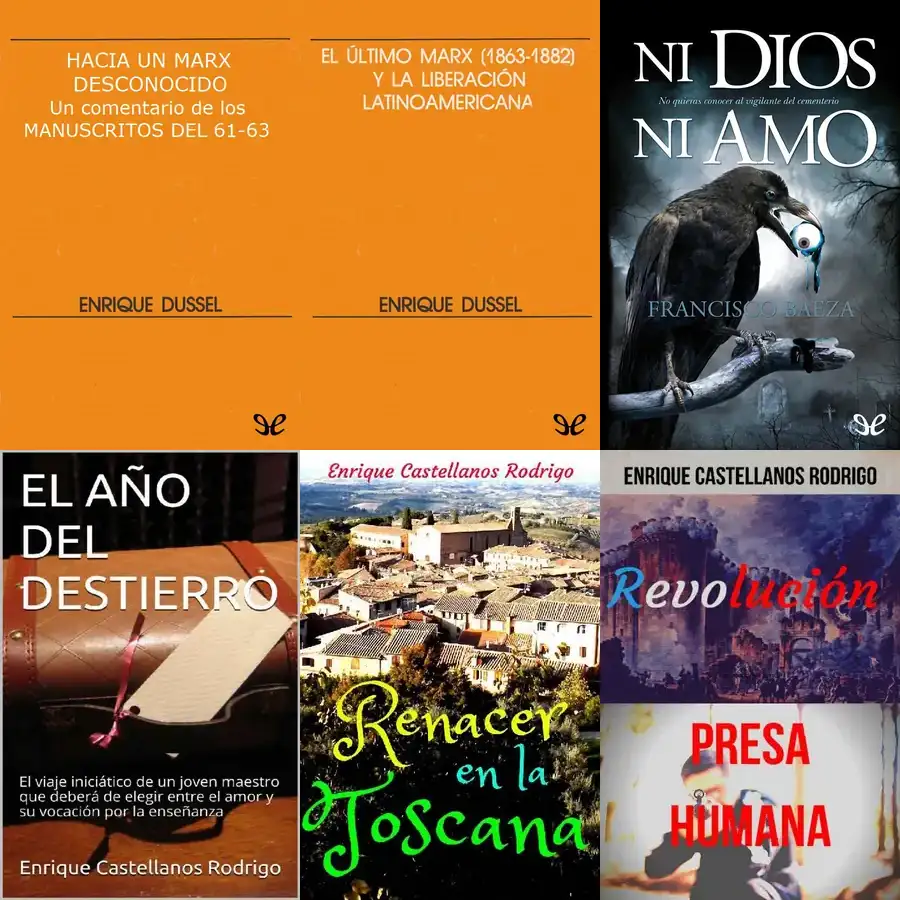 HACIA UN MARX
DESCONOCIDO
Un comentario de los
MANUSCRITOS DEL 61-63
ENRIQUE DUSSEL
EL ÚLTIMO MARX (1863-1882)
Y LA LIBERACIÓN
LATINOAMERICANA
ENRIQUE DUSSEL
NI DIOS
No quieras conocer al vigilante del cementerio
NI AMO
FRANCISCO BAEZA
EL AÑO
DEL
DESTIERRO
El viaje iniciático de un joven maestro
que deberá de elegir entre el amor y
su vocación por la enseñanza
Enrique Castellanos Rodrigo
Enrique Castellanos Rodrigo
Renacer
en la
Toscana
ENRIQUE CASTELLANOS RODRIGO
Revolución
PRESA
HUMANA